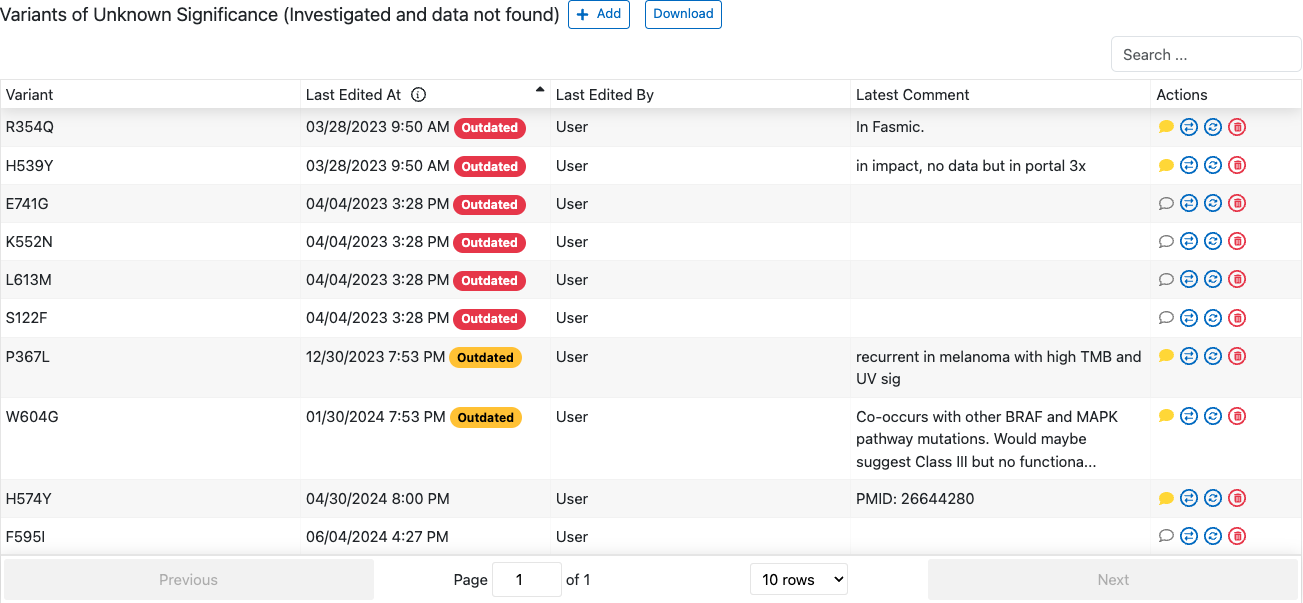 Variants of Unknown Significance (Investigated and data not found) + Add Download
Search ...
Variant Last Edited At Last Edited By Latest Comment Actions
R354Q 03/28/2023 9:50 AM Outdated User In Fasmic.
H539Y 03/28/2023 9:50 AM Outdated User in impact, no data but in portal 3x
E741G 04/04/2023 3:28 PM Outdated User
K552N 04/04/2023 3:28 PM Outdated User
L613M 04/04/2023 3:28 PM Outdated User
S122F 04/04/2023 3:28 PM Outdated User
P367L 12/30/2023 7:53 PM Outdated User recurrent in melanoma with high TMB and
UV sig
W604G 01/30/2024 7:53 PM Outdated User Co-occurs with other BRAF and MAPK
pathway mutations. Would maybe
suggest Class III but no functiona...
H574Y 04/30/2024 8:00 PM User PMID: 26644280
F595I 06/04/2024 4:27 PM User
Previous Page 1 of 1 10 rows Next